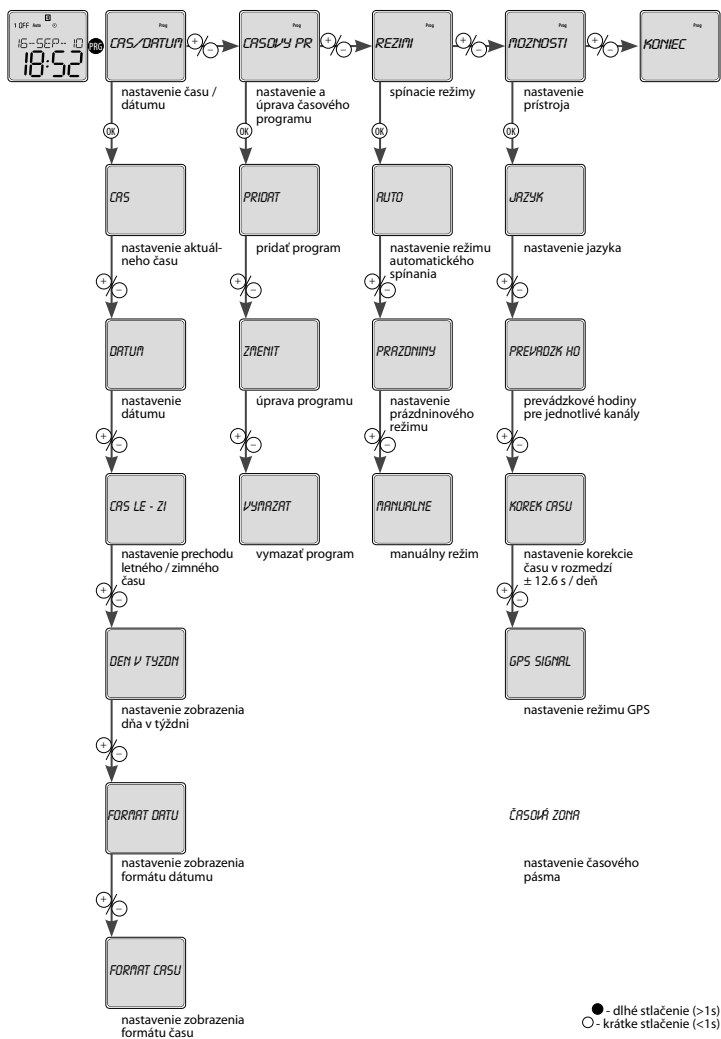 1 OFF Auto
16-SEP-10
18:52
PRG
Prog
CAS/DATUM
+ −
Prog
CASOVY PR
+ −
Prog
REZIMI
+ −
Prog
MOZNOSTI
+ −
Prog
KONIEC
nastavenie času /
dátumu
nastavenie a
úprava časového
programu
spínacie režimy
nastavenie
prístroja
OK
OK
OK
OK
CAS
PRIDAT
AUTO
JAZYK
nastavenie aktuál-
neho času
pridať program
nastavenie režimu
automatického
spínania
nastavenie jazyka
+ −
+ −
+ −
+ −
DATUM
ZMENIT
PRAZDNINY
PREVADZK HO
nastavenie
dátumu
úprava programu
nastavenie
prázdninového
režimu
prevádzkové hodiny
pre jednotlivé kanály
+ −
+ −
+ −
+ −
CAS LE - ZI
VYMAZAT
MANUALNE
KOREK CASU
nastavenie prechodu
letného / zimného
času
vymazať program
manuálny režim
nastavenie korekcie
času v rozmedzí
± 12.6 s / deň
+ −
+ −
DEN V TYZDN
GPS SIGNAL
nastavenie zobrazenia
dňa v týždni
nastavenie režimu GPS
+ −
FORMAT DATU
ČASOVÁ ZONA
nastavenie zobrazenia
formátu dátumu
nastavenie časového
pásma
+ −
FORMAT CASU
nastavenie zobrazenia
formátu času
- dlhé stlačenie (>1s)
- krátke stlačenie (<1s)